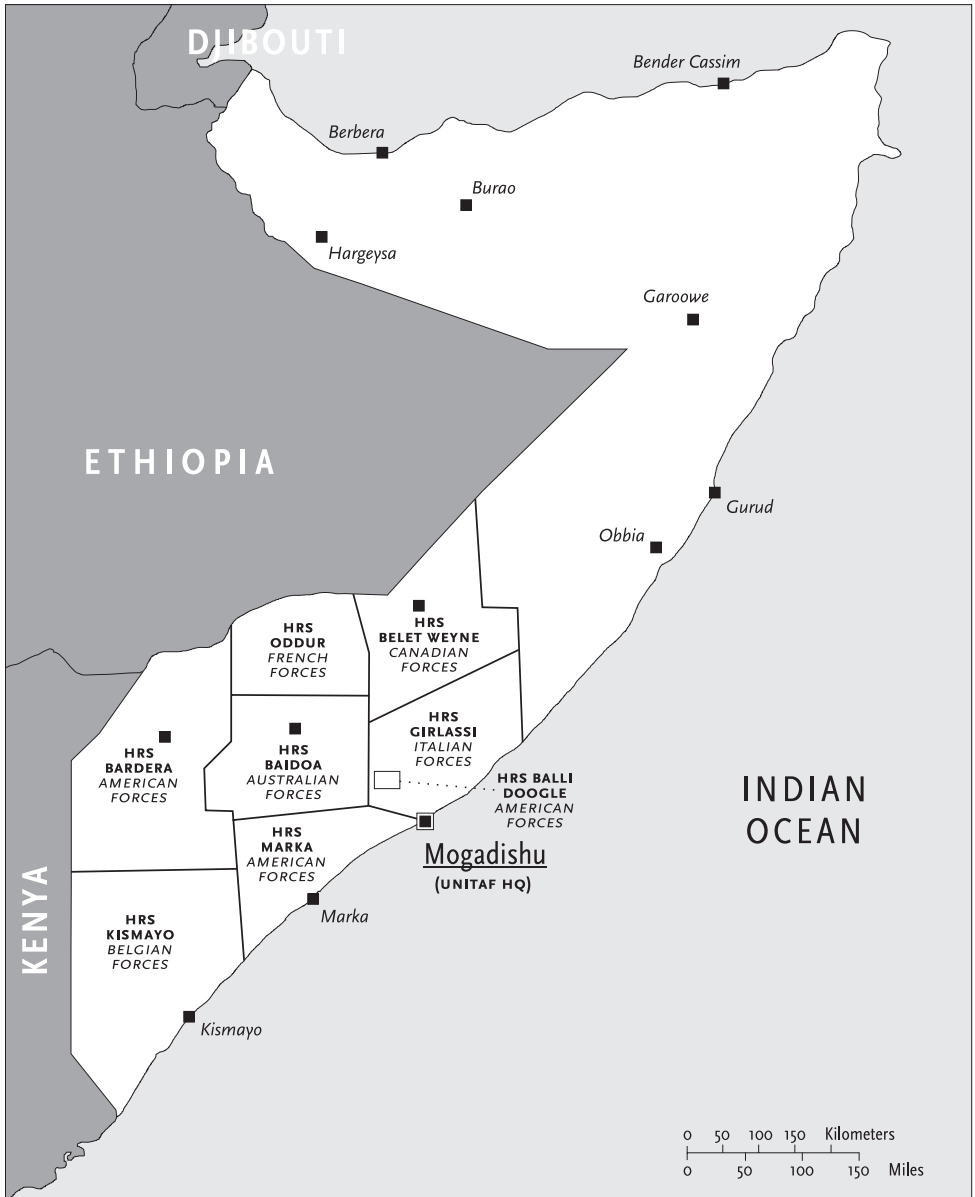 DJIBOUTI
Bender Cassim
Berbera
Burao
Hargeysa
Garoowe
ETHIOPIA
Gurud
Obbia
HRS
ODDUR
FRENCH
FORCES
HRS
BELET WEYNE
CANADIAN
FORCES
HRS
GIRLASSI
ITALIAN
FORCES
HRS
BARDERA
AMERICAN
FORCES
HRS
BAIDOA
AUSTRALIAN
FORCES
HRS BALLI
DOOGLE
AMERICAN
FORCES
INDIAN
OCEAN
HRS
MARKA
AMERICAN
FORCES
Mogadishu
(UNITAF HQ)
KENYA
HRS
KISMAYO
BELGIAN
FORCES
Marka
Kismayo
0 50 100 150 Kilometers
0 50 100 150 Miles